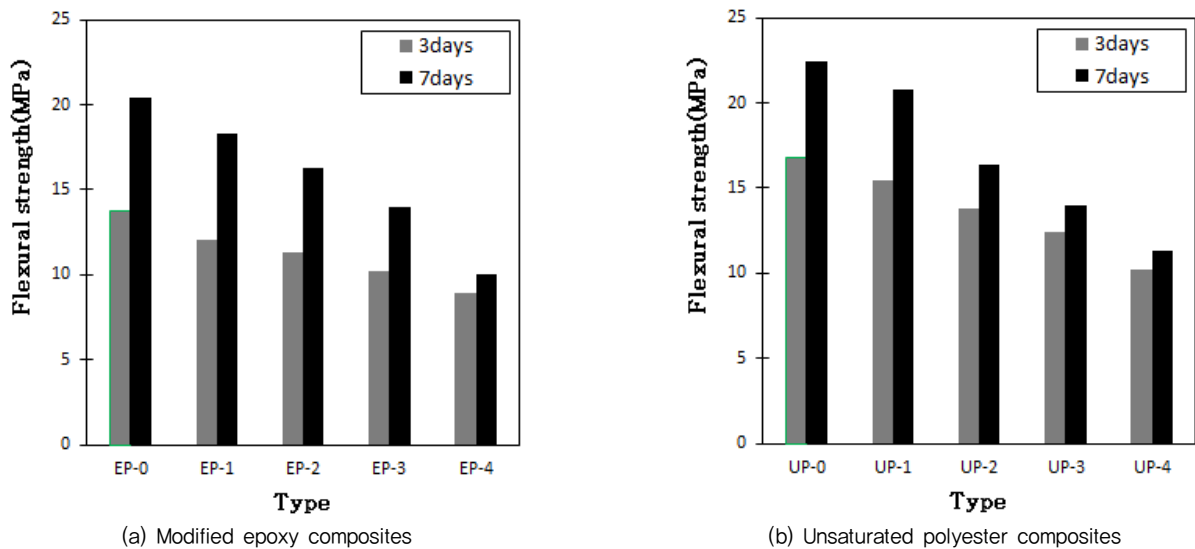 25
20
15
10
5
0
Flexural strength(MPa)
3days
7days
EP-0 EP-1 EP-2 EP-3 EP-4
Type
(a) Modified epoxy composites
25
20
15
10
5
0
Flexural strength(MPa)
3days
7days
UP-0 UP-1 UP-2 UP-3 UP-4
Type
(b) Unsaturated polyester composites